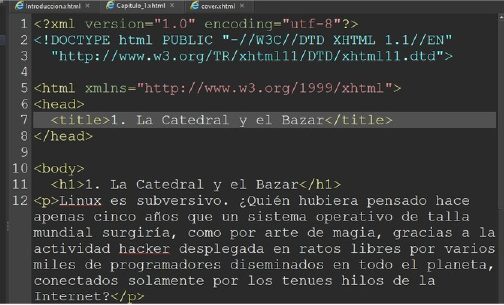 Introduccion.xhtml
Capitulo_1.xhtml
cover.xhtml
1 <?xml version="1.0" encoding="utf-8"?>
2 <!DOCTYPE html PUBLIC "-//W3C//DTD XHTML 1.1//EN"
3 "http://www.w3.org/TR/xhtml11/DTD/xhtml11.dtd">
4
5 <html xmlns="http://www.w3.org/1999/xhtml">
6 <head>
7 <title>1. La Catedral y el Bazar</title>
8 </head>
9
10 <body>
11 <h1>1. La Catedral y el Bazar</h1>
12 <p>Linux es subversivo. ¿Quién hubiera pensado hace
apenas cinco años que un sistema operativo de talla
mundial surgiría, como por arte de magia, gracias a la
actividad hacker desplegada en ratos libres por varios
miles de programadores diseminados en todo el planeta,
conectados solamente por los tenues hilos de la
Internet?</p>